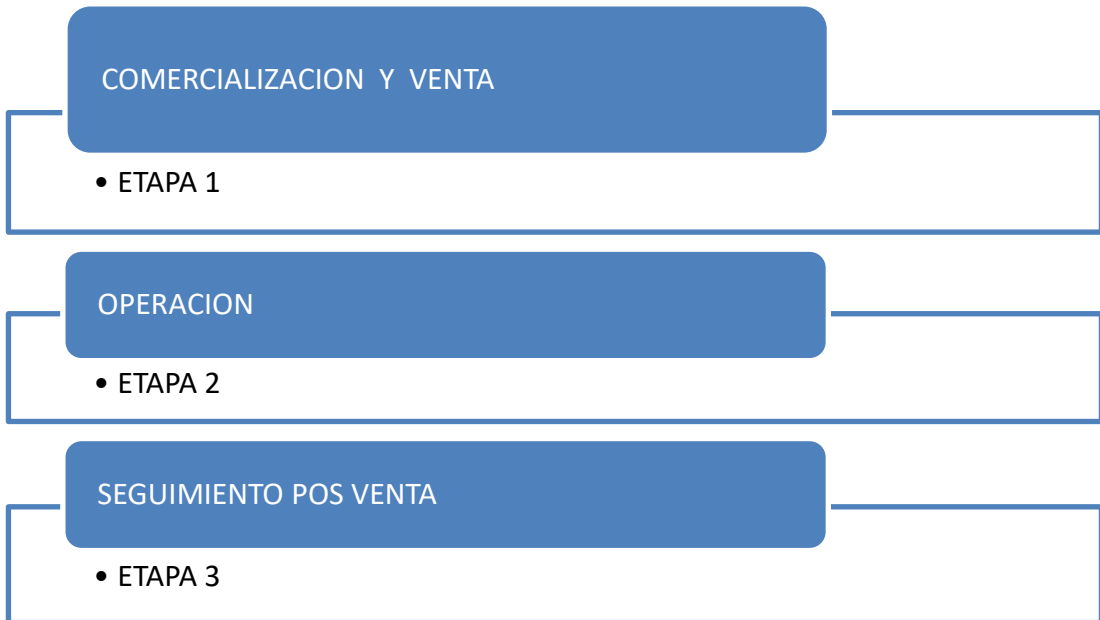 COMERCIALIZACION Y VENTA
• ETAPA 1
OPERACION
• ETAPA 2
SEGUIMIENTO POS VENTA
• ETAPA 3